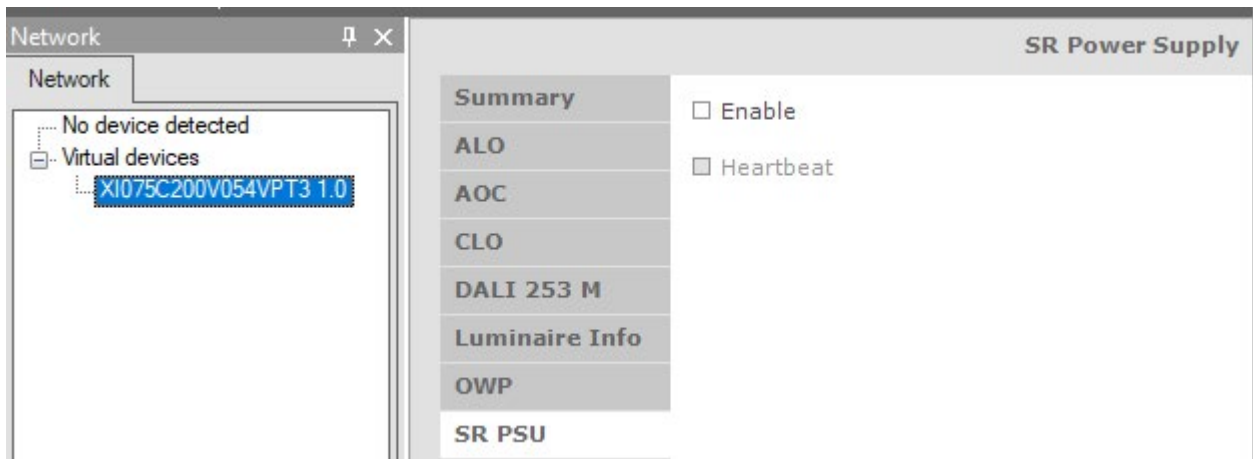 Network
Network
No device detected
Virtual devices
XI075C200V054VPT3 1.0
SR Power Supply
Summary
ALO
AOC
CLO
DALI 253 M
Luminaire Info
OWP
SR PSU
Enable
Heartbeat